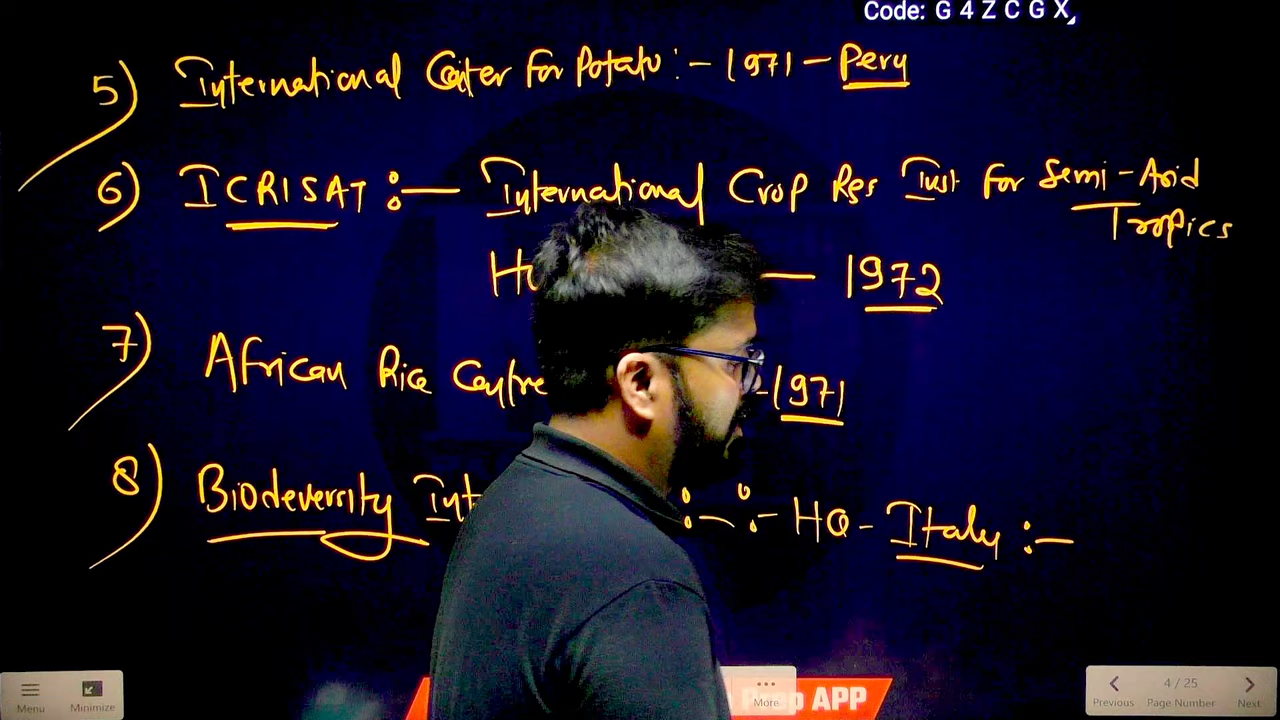 Code: G 4 Z C G X
5) International Center For Potato :- 1971 - Peru
6) ICRISAT :- International Crop Res Inst For Semi-Arid
Tropics
— 1972
7) African Rice Centre -1971
8) Biodeversity Int :- :- HQ - Italy :-
Menu
Minimize
More
APP
Previous
4 / 25
Page Number
Next